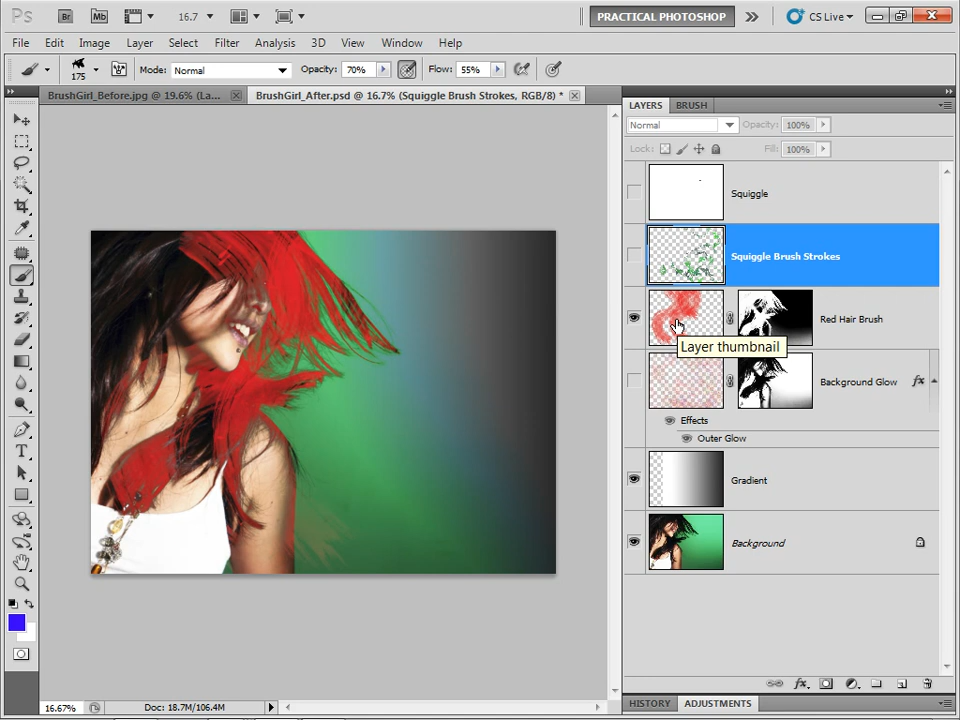 Ps Br Mb 16.7 PRACTICAL PHOTOSHOP CS Live
File Edit Image Layer Select Filter Analysis 3D View Window Help
175 Mode: Normal Opacity: 70% Flow: 55%
BrushGirl_Before.jpg @ 19.6% (La... BrushGirl_After.psd @ 16.7% (Squiggle Brush Strokes, RGB/8) *
LAYERS BRUSH
Normal Opacity: 100%
Lock: Fill: 100%
Squiggle
Squiggle Brush Strokes
Red Hair Brush
Layer thumbnail
Background Glow fx
Effects
Outer Glow
Gradient
Background
T
fx
16.67% Doc: 18.7M/106.4M
HISTORY ADJUSTMENTS